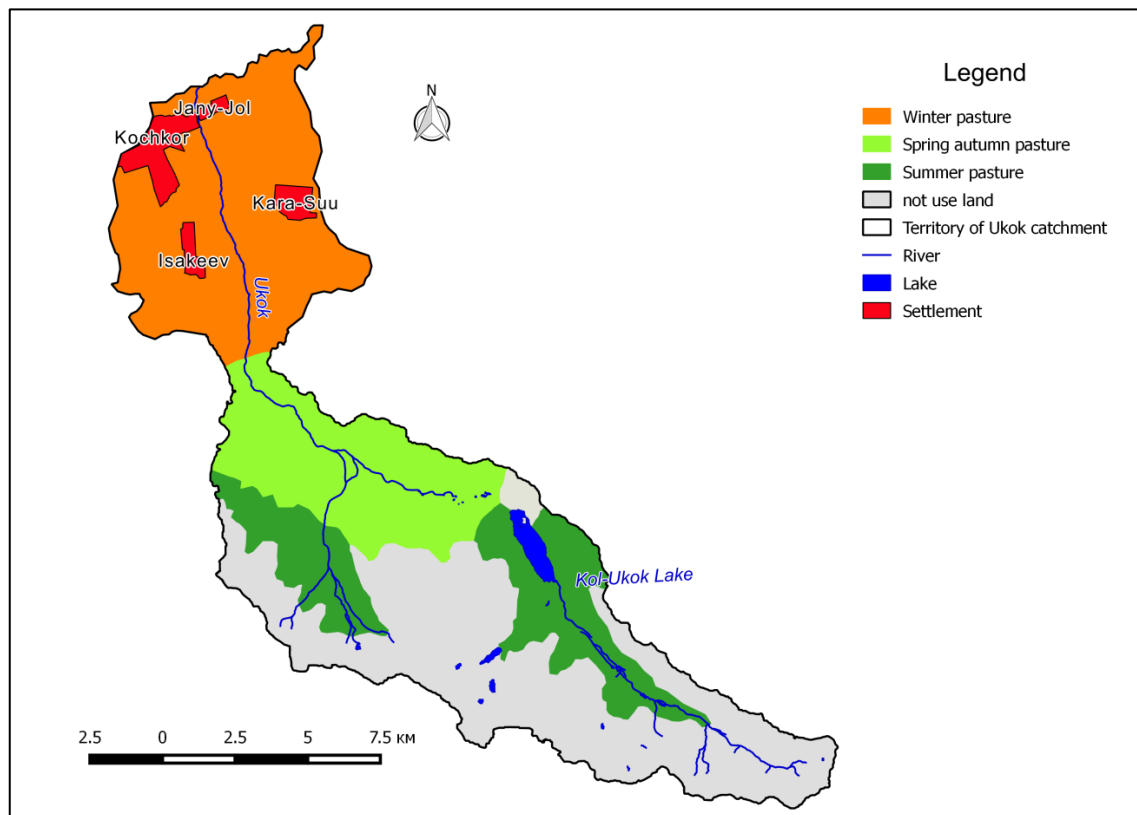 Legend
Winter pasture
Spring autumn pasture
Summer pasture
not use land
Territory of Ukok catchment
River
Lake
Settlement
N
Jany-Jol
Kochkor
Kara-Suu
Isakeev
Ukok
Kol-Ukok Lake
2.5 0 2.5 5 7.5 км